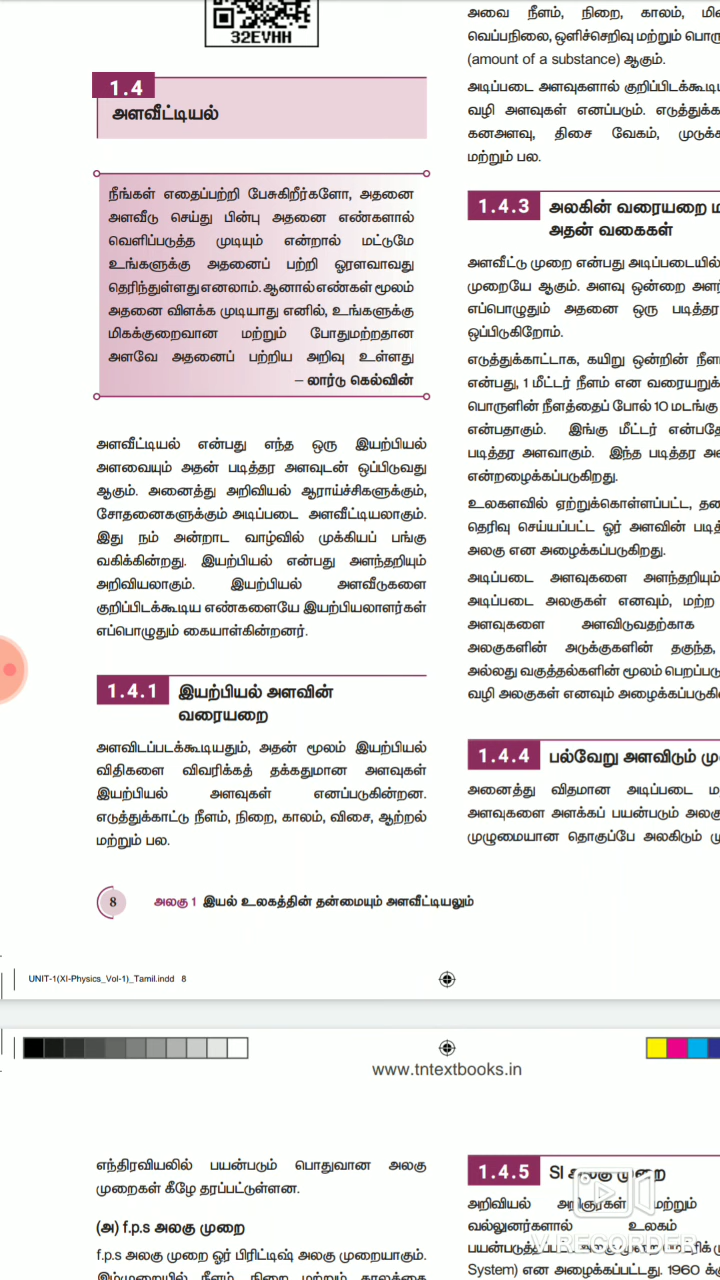 32EVHH
1.4
அளவீட்டியல்
நீங்கள் எதைப்பற்றி பேசுகிறீர்களோ, அதனை
அளவீடு செய்து பின்பு அதனை எண்களால்
வெளிப்படுத்த முடியும் என்றால் மட்டுமே
உங்களுக்கு அதனைப் பற்றி ஓரளவாவது
தெரிந்துள்ளது எனலாம். ஆனால் எண்கள் மூலம்
அதனை விளக்க முடியாது எனில், உங்களுக்கு
மிகக்குறைவான மற்றும் போதுமற்றதான
அளவே அதனைப் பற்றிய அறிவு உள்ளது
– லார்டு கெல்வின்
அளவீட்டியல் என்பது எந்த ஒரு இயற்பியல்
அளவையும் அதன் படித்தர அளவுடன் ஒப்பிடுவது
ஆகும். அனைத்து அறிவியல் ஆராய்ச்சிகளுக்கும்,
சோதனைகளுக்கும் அடிப்படை அளவீட்டியலாகும்.
இது நம் அன்றாட வாழ்வில் முக்கியப் பங்கு
வகிக்கின்றது. இயற்பியல் என்பது அளந்தறியும்
அறிவியலாகும். இயற்பியல் அளவீடுகளை
குறிப்பிடக்கூடிய எண்களையே இயற்பியலாளர்கள்
எப்பொழுதும் கையாள்கின்றனர்.
1.4.1 இயற்பியல் அளவின்
வரையறை
அளவிடப்படக்கூடியதும், அதன் மூலம் இயற்பியல்
விதிகளை விவரிக்கத் தக்கதுமான அளவுகள்
இயற்பியல் அளவுகள் எனப்படுகின்றன.
எடுத்துக்காட்டு நீளம், நிறை, காலம், விசை, ஆற்றல்
மற்றும் பல.
அவை நீளம், நிறை, காலம்,
வெப்பநிலை, ஒளிச்செறிவு மற்றும்
(amount of a substance) ஆகும்.
அடிப்படை அளவுகளால்
வழி அளவுகள் எனப்படும்.
கனஅளவு, திசை வேகம்,
மற்றும் பல.
1.4.3 அலகின் வரையறை
அதன் வகைகள்
அளவீட்டு முறை என்பது அடிப்படையில்
முறையே ஆகும். அளவு ஒன்றை
எப்பொழுதும் அதனை ஒரு படித்தர
ஒப்பிடுகிறோம்.
எடுத்துக்காட்டாக, கயிறு ஒன்றின்
என்பது, 1 மீட்டர் நீளம் என
பொருளின் நீளத்தைப் போல் 10 மடங்கு
என்பதாகும். இங்கு மீட்டர்
படித்தர அளவாகும். இந்த படித்தர
என்றழைக்கப்படுகிறது.
உலகளவில் ஏற்றுக்கொள்ளப்பட்ட,
தெரிவு செய்யப்பட்ட ஓர் அளவின்
அலகு என அழைக்கப்படுகிறது.
அடிப்படை அளவுகளை அளந்தறியும்
அடிப்படை அலகுகள் எனவும், மற்ற
அளவுகளை அளவிடுவதற்காக
அலகுகளின் அடுக்குகளின் தகுந்த,
அல்லது வகுத்தல்களின் மூலம்
வழி அலகுகள் எனவும்
1.4.4 பல்வேறு அளவிடும்
அனைத்து விதமான அடிப்படை
அளவுகளை அளக்கப் பயன்படும்
முழுமையான தொகுப்பே அலகிடும்
8 அலகு 1 இயல் உலகத்தின் தன்மையும் அளவீட்டியலும்
UNIT-1(XI-Physics_Vol-1)_Tamil.indd 8
www.tntextbooks.in
எந்திரவியலில் பயன்படும் பொதுவான அலகு
முறைகள் கீழே தரப்பட்டுள்ளன.
(அ) f.p.s அலகு முறை
f.p.s அலகு முறை ஓர் பிரிட்டிஷ் அலகு முறையாகும்.
இம்முறையில் நீளம், நிறை மற்றும் காலத்தை
1.4.5 SI அலகு முறை
அறிவியல் அறிஞர்கள் மற்றும்
வல்லுனர்களால் உலகம்
System) என அழைக்கப்பட்டது. 1960
V RECORDER